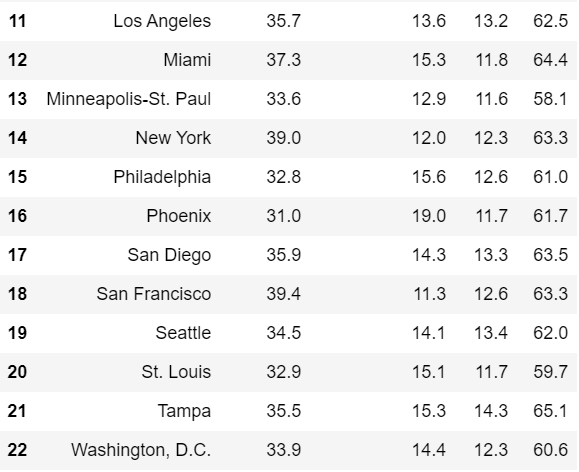 11 Los Angeles 35.7 13.6 13.2 62.5
12 Miami 37.3 15.3 11.8 64.4
13 Minneapolis-St. Paul 33.6 12.9 11.6 58.1
14 New York 39.0 12.0 12.3 63.3
15 Philadelphia 32.8 15.6 12.6 61.0
16 Phoenix 31.0 19.0 11.7 61.7
17 San Diego 35.9 14.3 13.3 63.5
18 San Francisco 39.4 11.3 12.6 63.3
19 Seattle 34.5 14.1 13.4 62.0
20 St. Louis 32.9 15.1 11.7 59.7
21 Tampa 35.5 15.3 14.3 65.1
22 Washington, D.C. 33.9 14.4 12.3 60.6